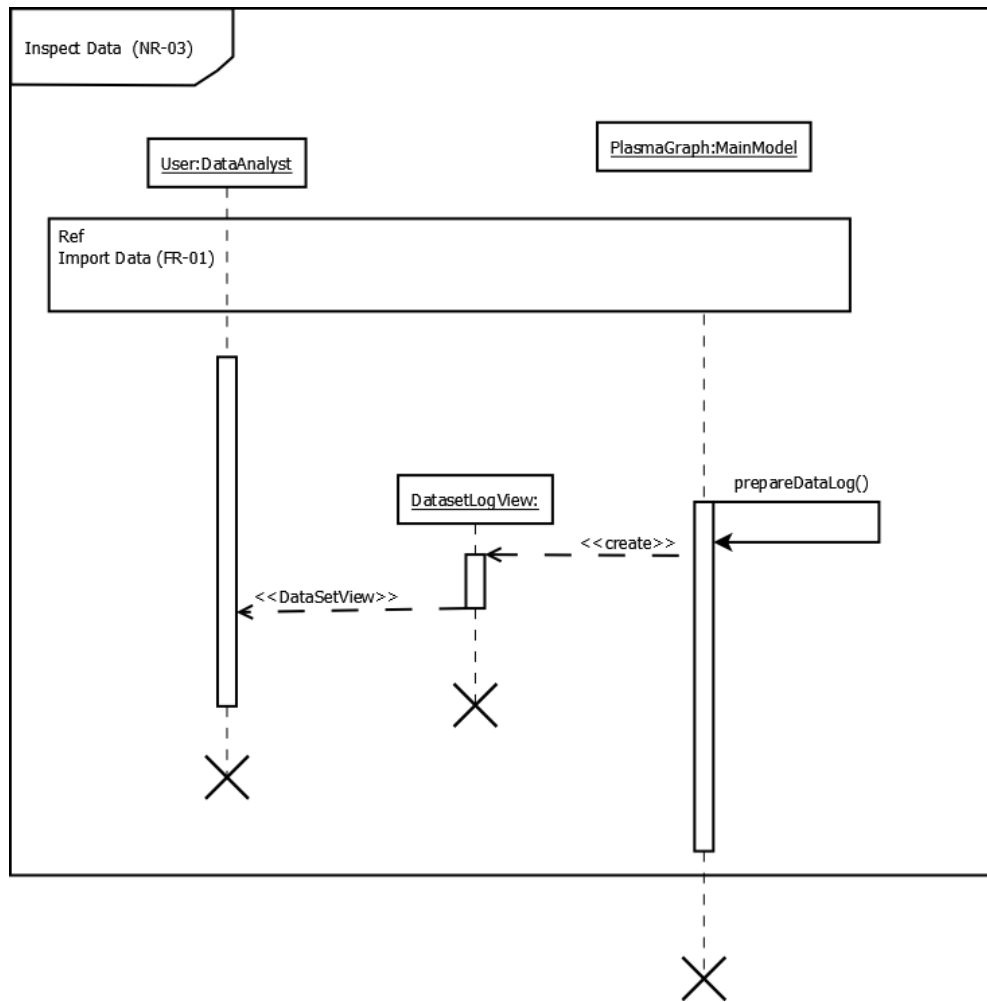 Inspect Data  (NR-03)
PlasmaGraph:MainModel
User:DataAnalyst
Ref
Import Data (FR-01)
prepareDataLog()
DatasetLogView:
<<create>>
<<DataSetView>>